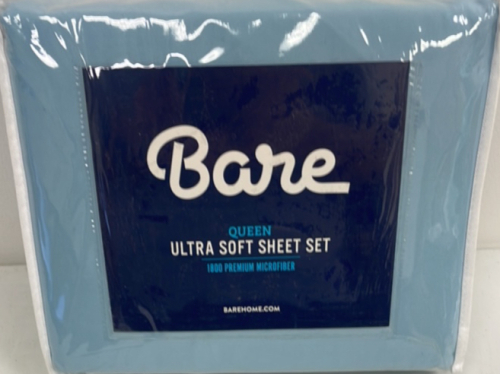 Bare
QUEEN
ULTRA SOFT SHEET SET
1800 PREMIUM MICROFIBER
BAREHOME.COM